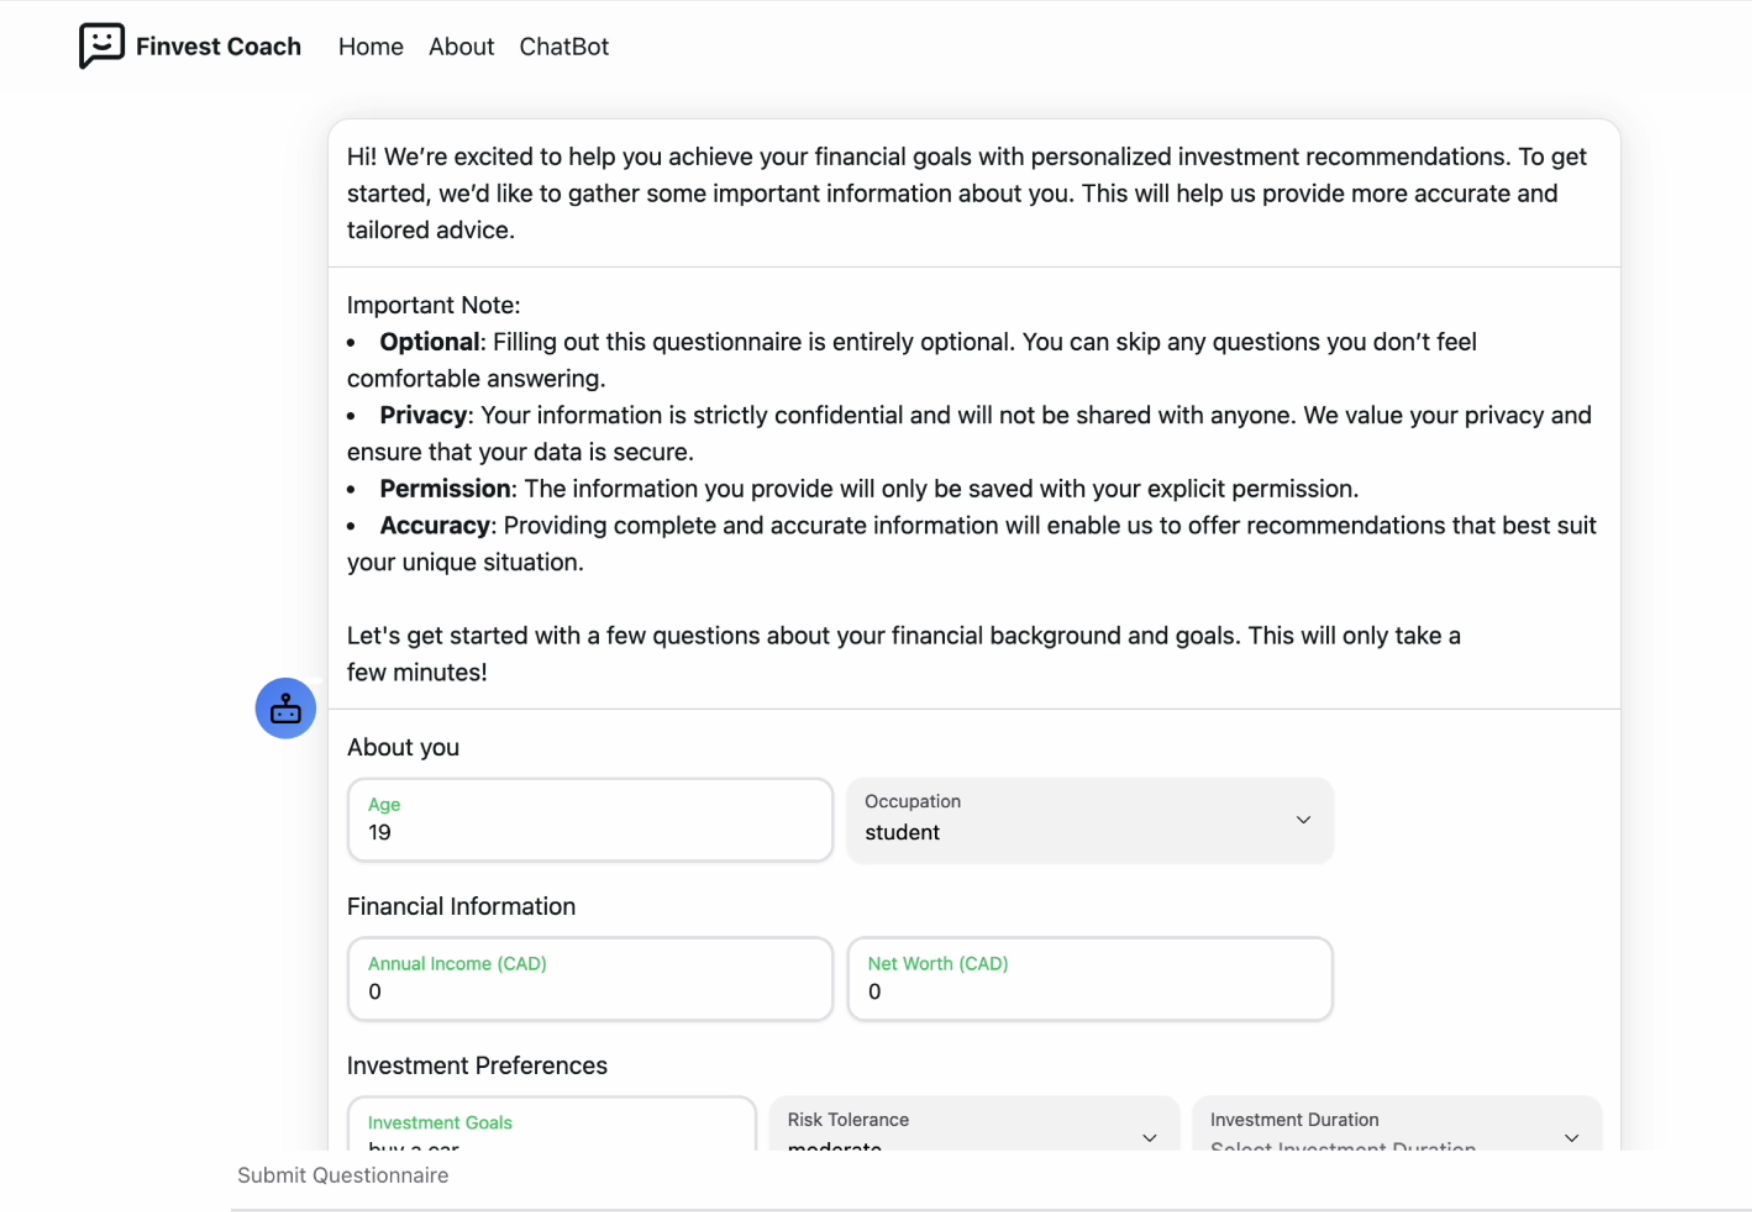 Finvest Coach Home About ChatBot
Hi! We’re excited to help you achieve your financial goals with personalized investment recommendations. To get
started, we’d like to gather some important information about you. This will help us provide more accurate and
tailored advice.
Important Note:
• Optional: Filling out this questionnaire is entirely optional. You can skip any questions you don’t feel
comfortable answering.
• Privacy: Your information is strictly confidential and will not be shared with anyone. We value your privacy and
ensure that your data is secure.
• Permission: The information you provide will only be saved with your explicit permission.
• Accuracy: Providing complete and accurate information will enable us to offer recommendations that best suit
your unique situation.
Let's get started with a few questions about your financial background and goals. This will only take a
few minutes!
About you
Age
19
Occupation
student
Financial Information
Annual Income (CAD)
0
Net Worth (CAD)
0
Investment Preferences
Investment Goals
buy a car
Risk Tolerance
moderate
Investment Duration
Select Investment Duration
Submit Questionnaire